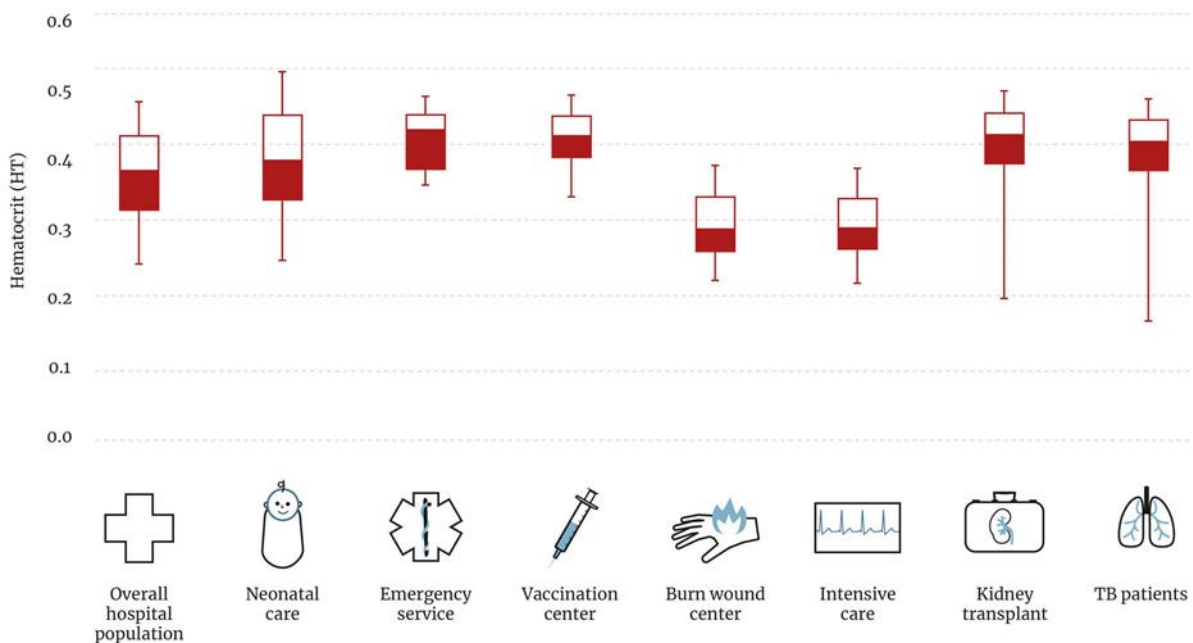 0.6
0.5
0.4
0.3
0.2
0.1
0.0
Hematocrit (HT)
Overall
hospital
population
Neonatal
care
Emergency
service
Vaccination
center
Burn wound
center
Intensive
care
Kidney
transplant
TB patients